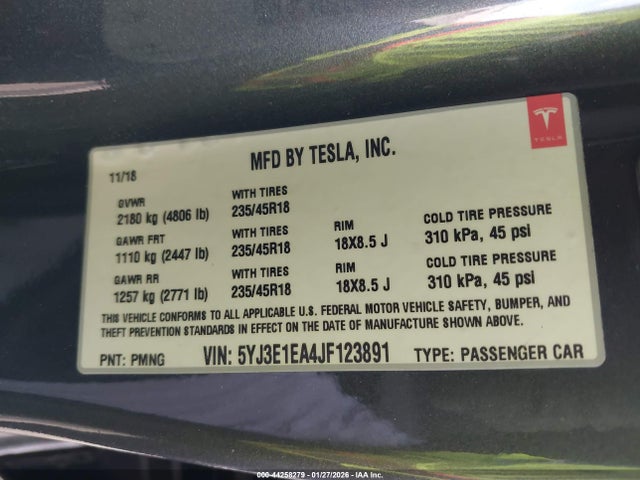 TESLA
MFD BY TESLA, INC.
11/18
GVWR WITH TIRES
2180 kg (4806 lb) 235/45R18
GAWR FRT WITH TIRES RIM COLD TIRE PRESSURE
1110 kg (2447 lb) 235/45R18 18X8.5 J 310 kPa, 45 psi
GAWR RR WITH TIRES RIM COLD TIRE PRESSURE
1257 kg (2771 lb) 235/45R18 18X8.5 J 310 kPa, 45 psi
THIS VEHICLE CONFORMS TO ALL APPLICABLE U.S. FEDERAL MOTOR VEHICLE SAFETY, BUMPER, AND
THEFT PREVENTION STANDARDS IN EFFECT ON THE DATE OF MANUFACTURE SHOWN ABOVE.
PNT: PMNG VIN: 5YJ3E1EA4JF123891 TYPE: PASSENGER CAR
000-44258279 - 01/27/2026 - IAA Holdings, LLC.